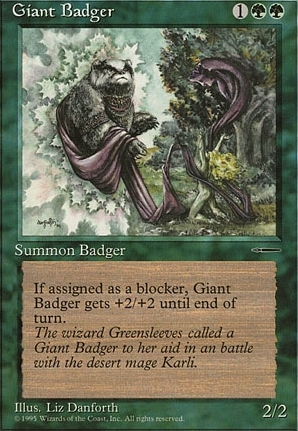 Giant Badger 1
Summon Badger
If assigned as a blocker, Giant
Badger gets +2/+2 until end of
turn.
The wizard Greensleeves called a
Giant Badger to her aid in an battle
with the desert mage Karli.
Illus. Liz Danforth
© 1995 Wizards of the Coast, Inc. All rights reserved.
2/2